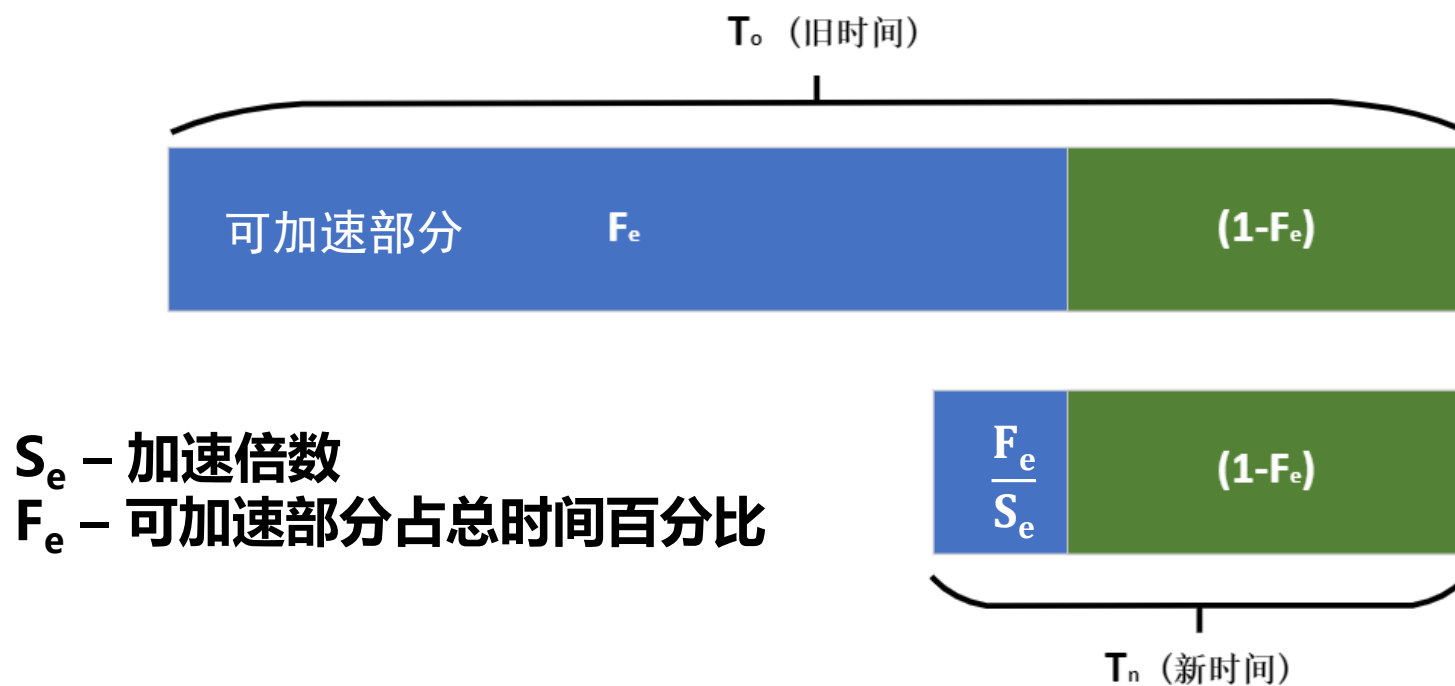 Tₒ (旧时间)
可加速部分 Fₑ (1-Fₑ)
Fₑ
Sₑ
(1-Fₑ)
Sₑ – 加速倍数
Fₑ – 可加速部分占总时间百分比
Tₙ (新时间)